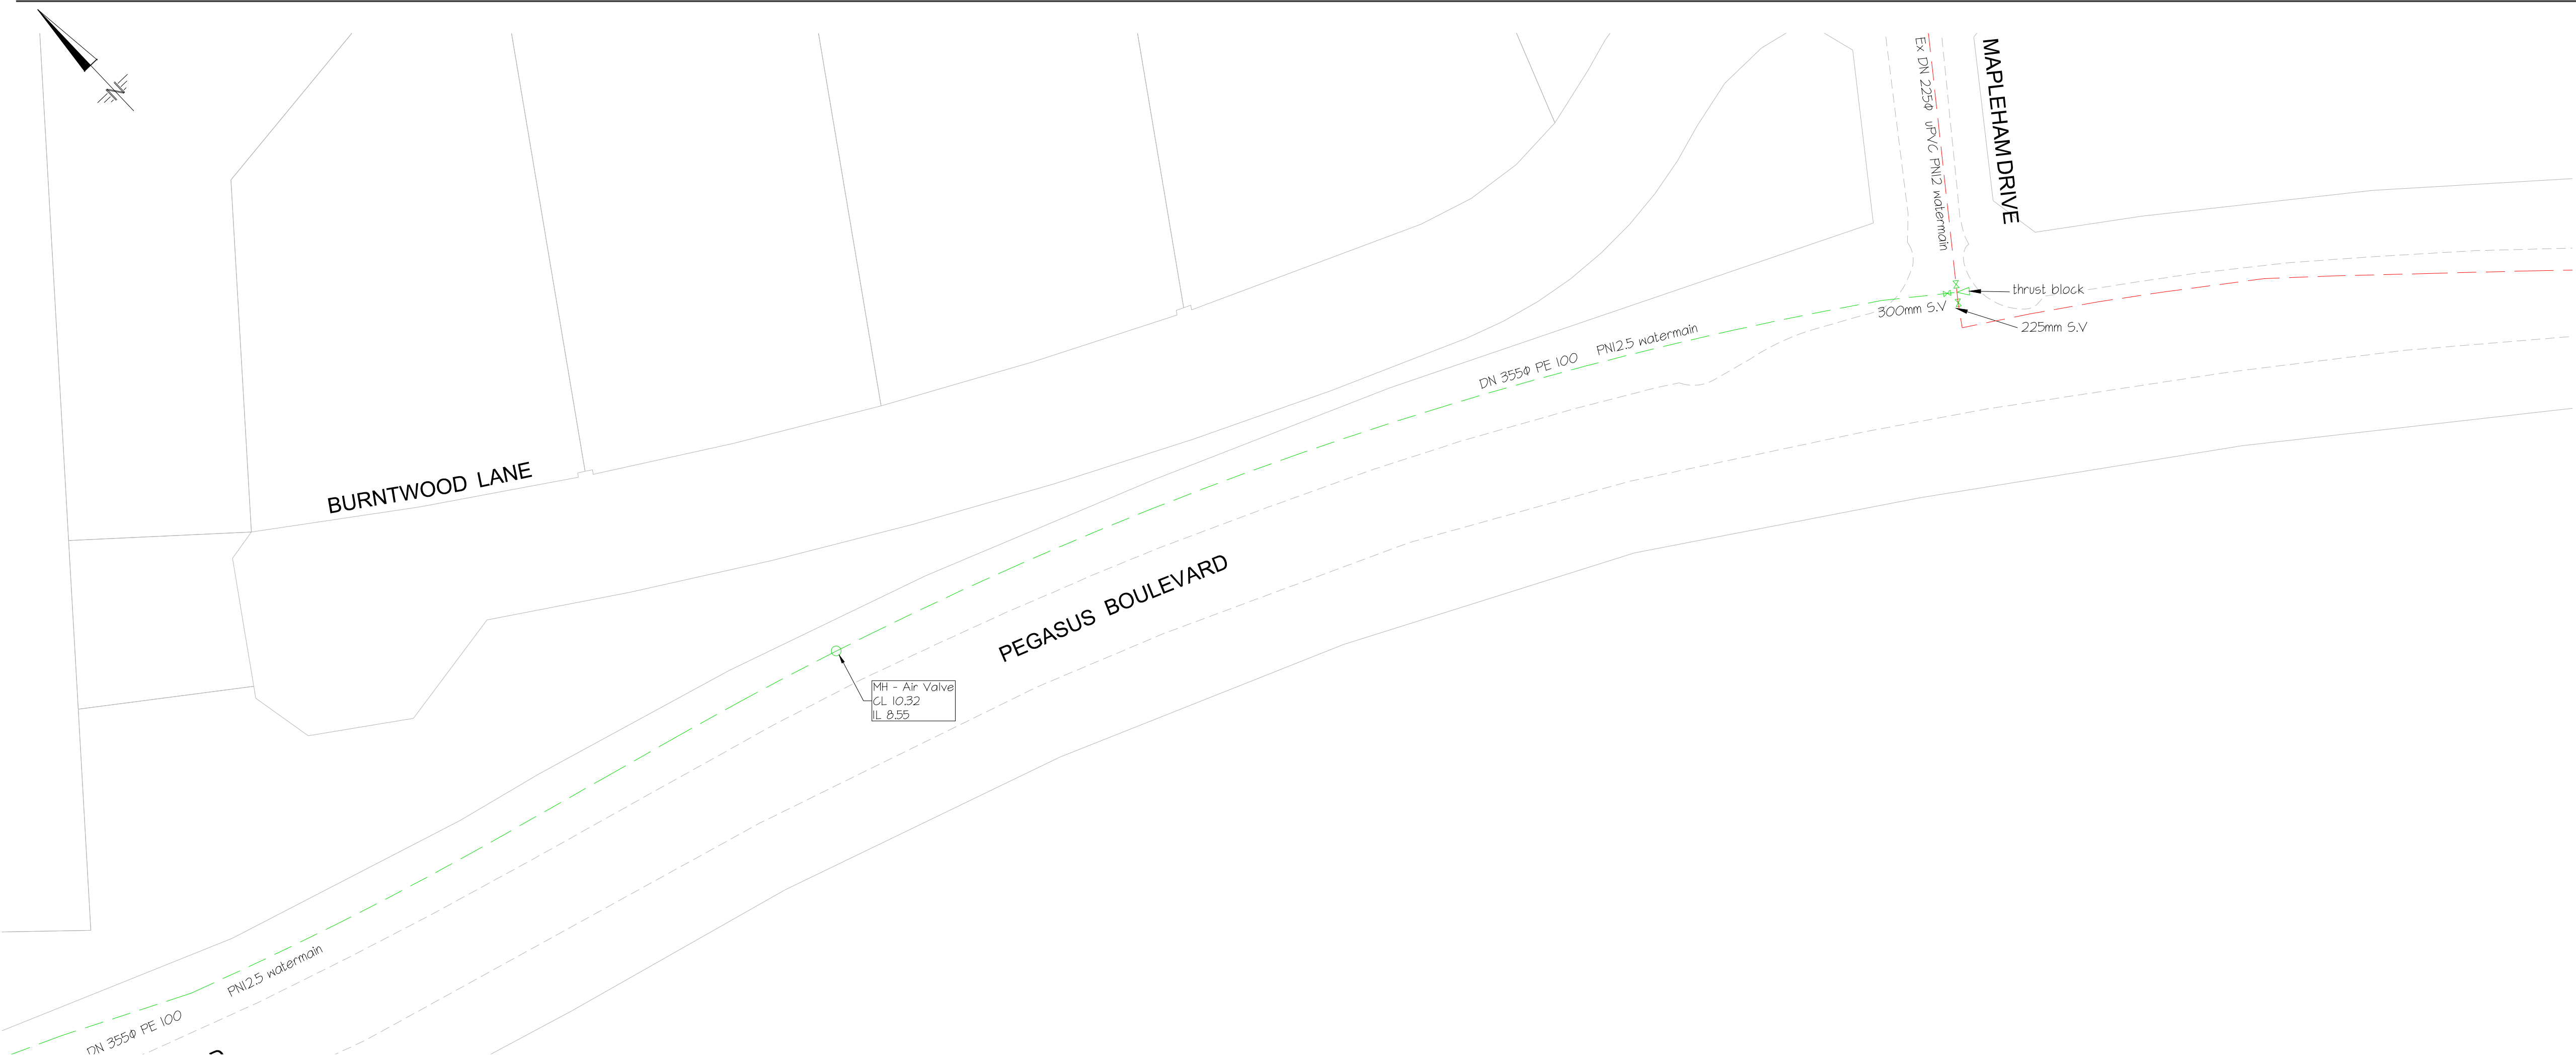 N
MAPLEHAM DRIVE
Ex DN 225Φ uPVC PN12 watermain
thrust block
300mm S.V
225mm S.V
DN 355Φ PE 100 PN12.5 watermain
BURNTWOOD LANE
PEGASUS BOULEVARD
MH - Air Valve
CL 10.32
IL 8.55
PN12.5 watermain
DN 355Φ PE 100